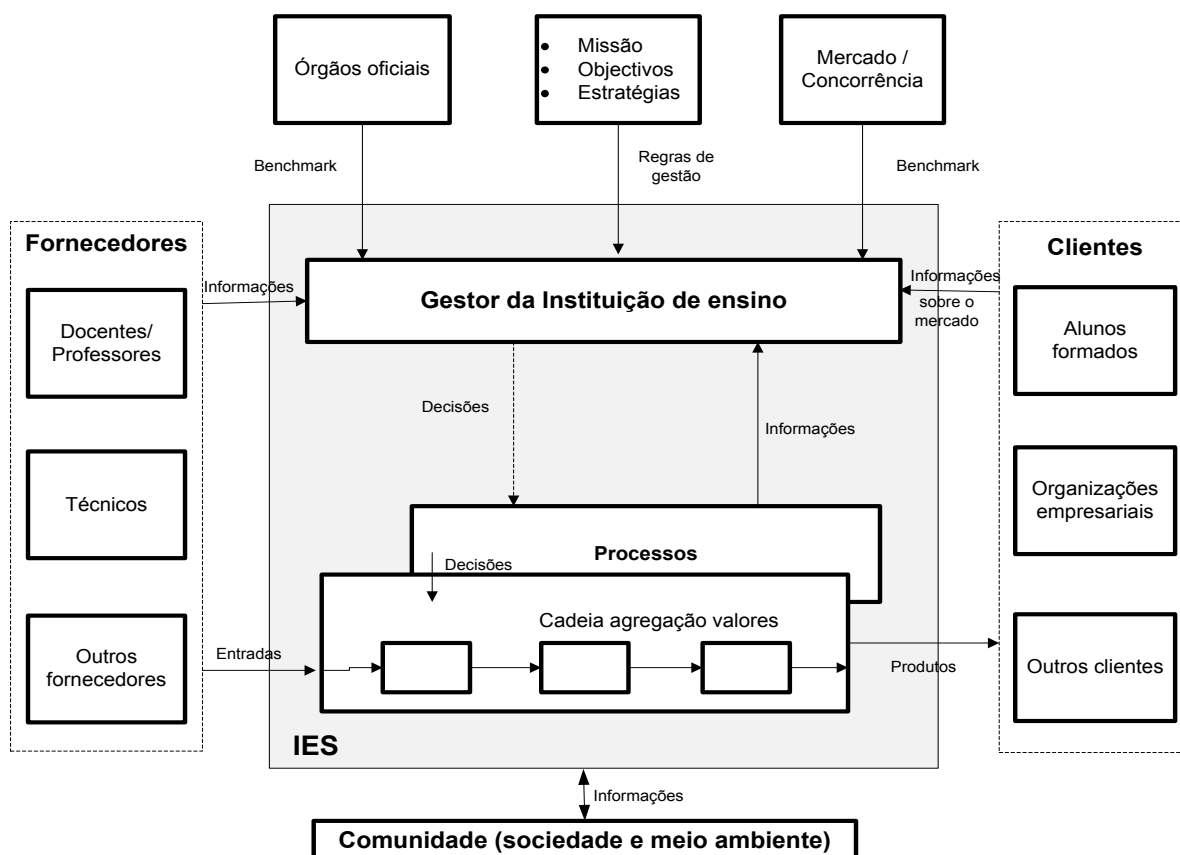 Órgãos oficiais
• Missão
• Objectivos
• Estratégias
Mercado /
Concorrência
Benchmark
Regras de
gestão
Benchmark
Fornecedores
Clientes
Informações
Gestor da Instituição de ensino
Informações
sobre o
mercado
Docentes/
Professores
Alunos
formados
Decisões
Informações
Técnicos
Organizações
empresariais
Processos
Decisões
Cadeia agregação valores
Outros
fornecedores
Entradas
Produtos
Outros clientes
IES
Informações
Comunidade (sociedade e meio ambiente)